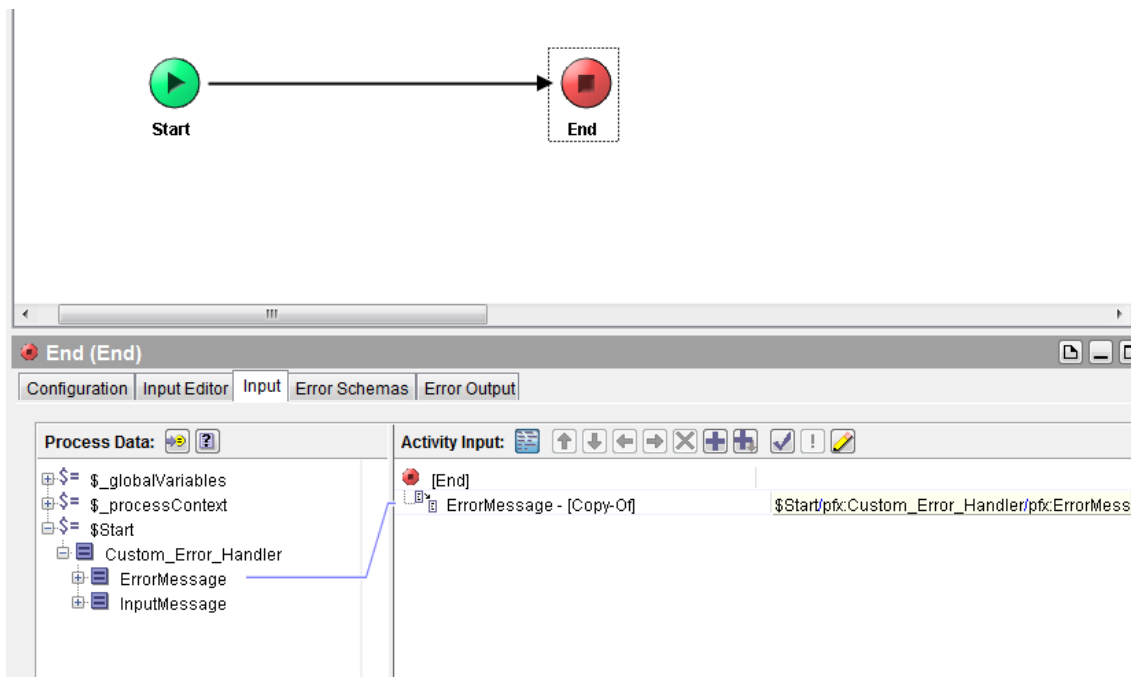 Start
End
End (End)
Configuration Input Editor Input Error Schemas Error Output
Process Data:
Activity Input:
$= $_globalVariables
$= $_processContext
$= $Start
Custom_Error_Handler
ErrorMessage
InputMessage
[End]
ErrorMessage - [Copy-Of] $Start/pfx:Custom_Error_Handler/pfx:ErrorMess